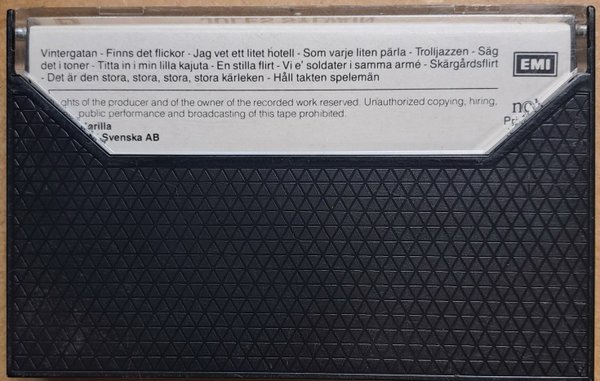 JULES SYLVAIN
Vintergatan - Finns det flickor - Jag vet ett litet hotell - Som varje liten pärla - Trolljazzen - Säg
det i toner - Titta in i min lilla kajuta - En stilla flirt - Vi e' soldater i samma armé - Skärgårdsflirt
- Det är den stora, stora, stora, stora kärleken - Håll takten spelemän
EMI
ghts of the producer and of the owner of the recorded work reserved. Unauthorized copying, hiring,
public performance and broadcasting of this tape prohibited.
arilla
Svenska AB